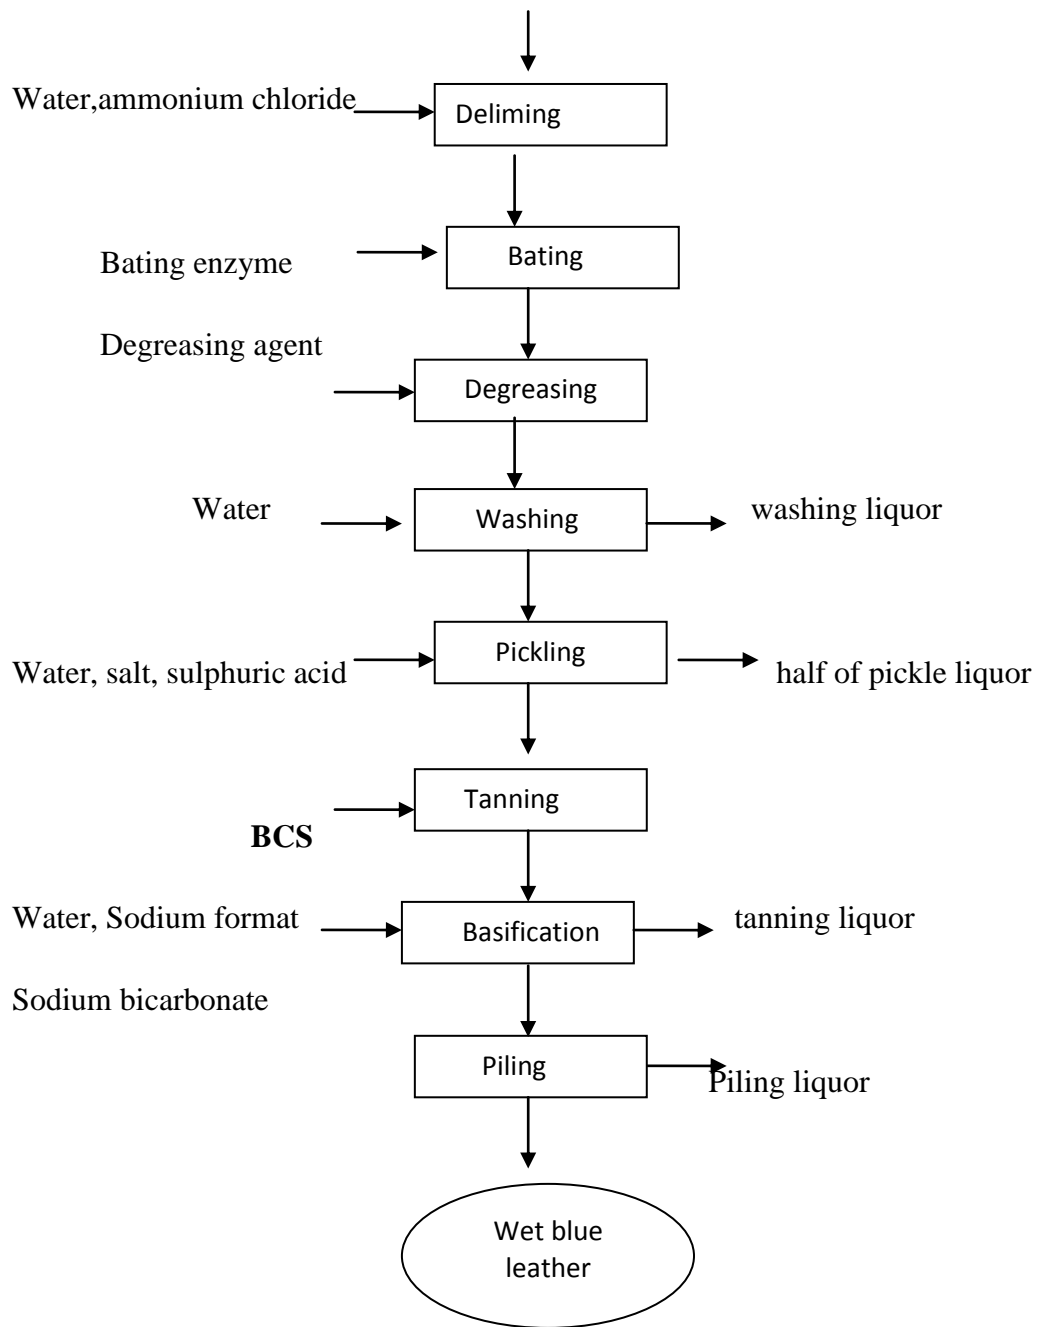 Water,ammonium chloride
Deliming
Bating enzyme
Bating
Degreasing agent
Degreasing
Water
Washing
washing liquor
Water, salt, sulphuric acid
Pickling
half of pickle liquor
BCS
Tanning
Water, Sodium format
Basification
tanning liquor
Sodium bicarbonate
Piling
Piling liquor
Wet blue
leather